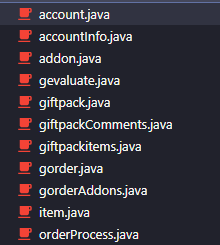 account.java
accountInfo.java
addon.java
gevaluate.java
giftpack.java
giftpackComments.java
giftpackitems.java
gorder.java
gorderAddons.java
item.java
orderProcess.java